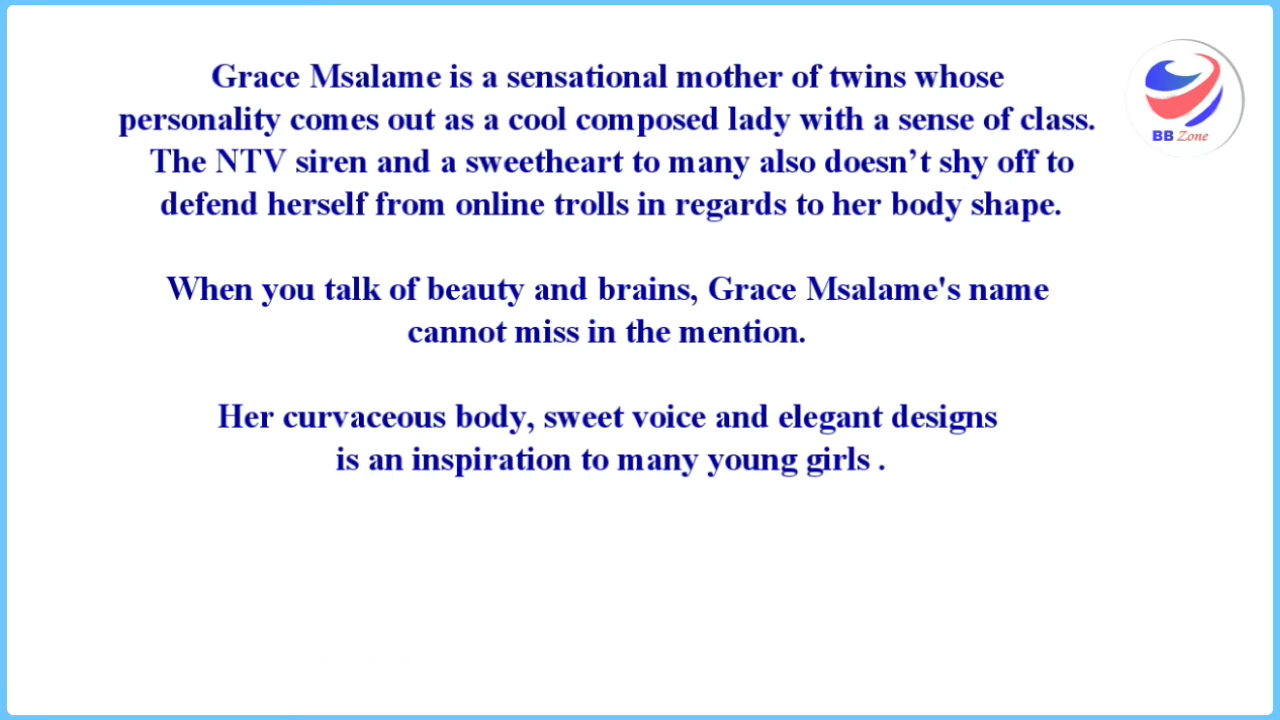 Grace Msalame is a sensational mother of twins whose
personality comes out as a cool composed lady with a sense of class.
The NTV siren and a sweetheart to many also doesn’t shy off to
defend herself from online trolls in regards to her body shape.
When you talk of beauty and brains, Grace Msalame's name
cannot miss in the mention.
Her curvaceous body, sweet voice and elegant designs
is an inspiration to many young girls .
BB Zone